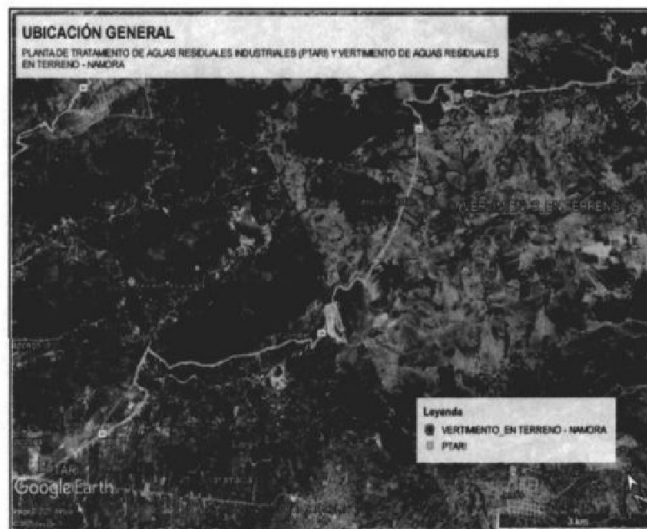 UBICACIÓN GENERAL
PLANTA DE TRATAMIENTO DE AGUAS RESIDUALES INDUSTRIALES (PTARI) Y VERTIMIENTO DE AGUAS RESIDUALES
EN TERRENO - NAMORA
Leyenda
VERTIMIENTO_EN TERRENO - NAMORA
PTARI
PTARI
Google Earth